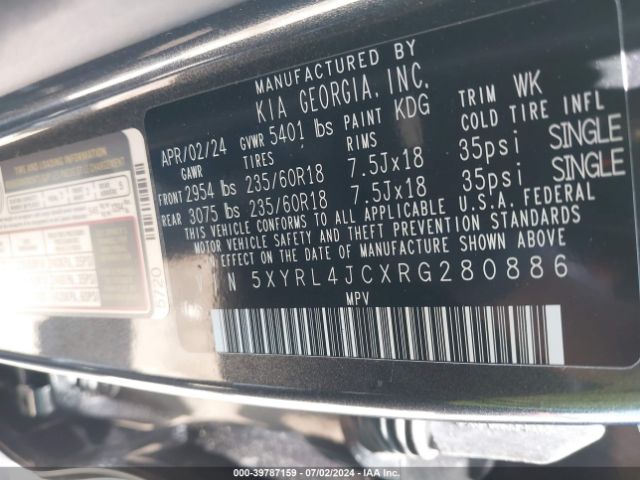 MANUFACTURED BY
KIA GEORGIA, INC.
APR/02/24 GVWR 5401 lbs PAINT KDG TRIM WK
GAWR TIRES RIMS COLD TIRE INFL
FRONT 2954 lbs 235/60R18 7.5Jx18 35psi SINGLE
REAR 3075 lbs 235/60R18 7.5Jx18 35psi SINGLE
THIS VEHICLE CONFORMS TO ALL APPLICABLE U.S.A. FEDERAL
MOTOR VEHICLE SAFETY AND THEFT PREVENTION STANDARDS
IN EFFECT ON THE DATE OF MANUFACTURE SHOWN ABOVE
V N 5XYRL4JCXRG280886
MPV
000-39787159 - 07/02/2024 - IAA Inc.